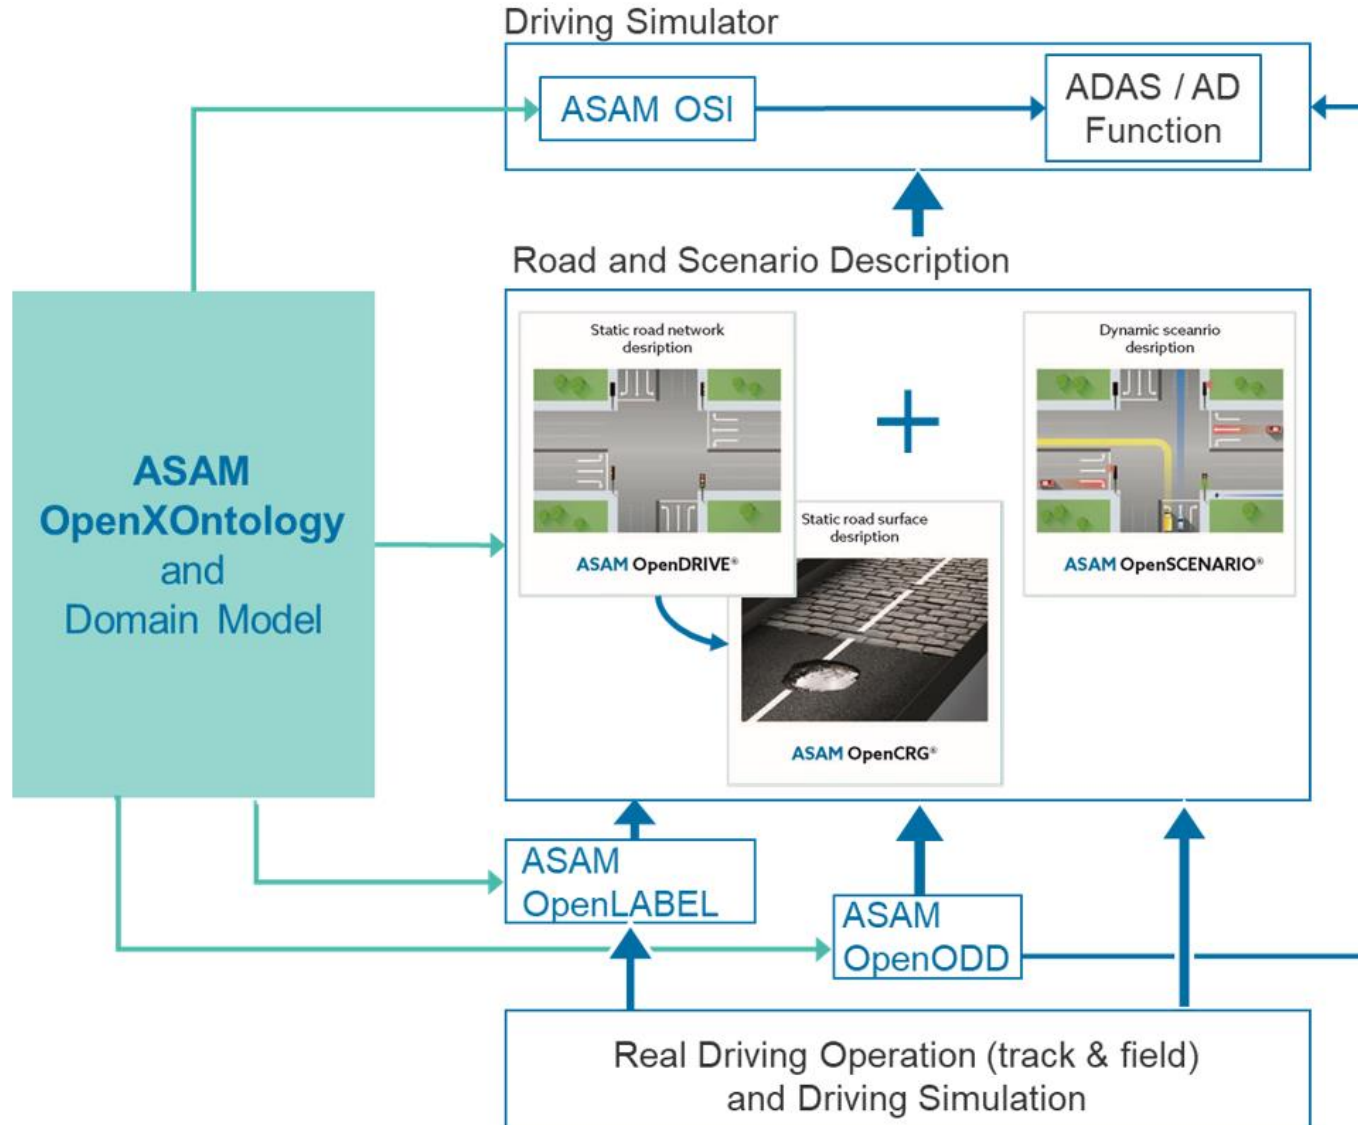 Driving Simulator
ASAM OSI
ADAS / AD
Function
Road and Scenario Description
Static road network
desription
ASAM OpenDRIVE®
Dynamic sceanrio
desription
ASAM OpenSCENARIO®
Static road surface
desription
ASAM OpenCRG®
ASAM
OpenXOntology
and
Domain Model
ASAM
OpenLABEL
ASAM
OpenODD
Real Driving Operation (track & field)
and Driving Simulation